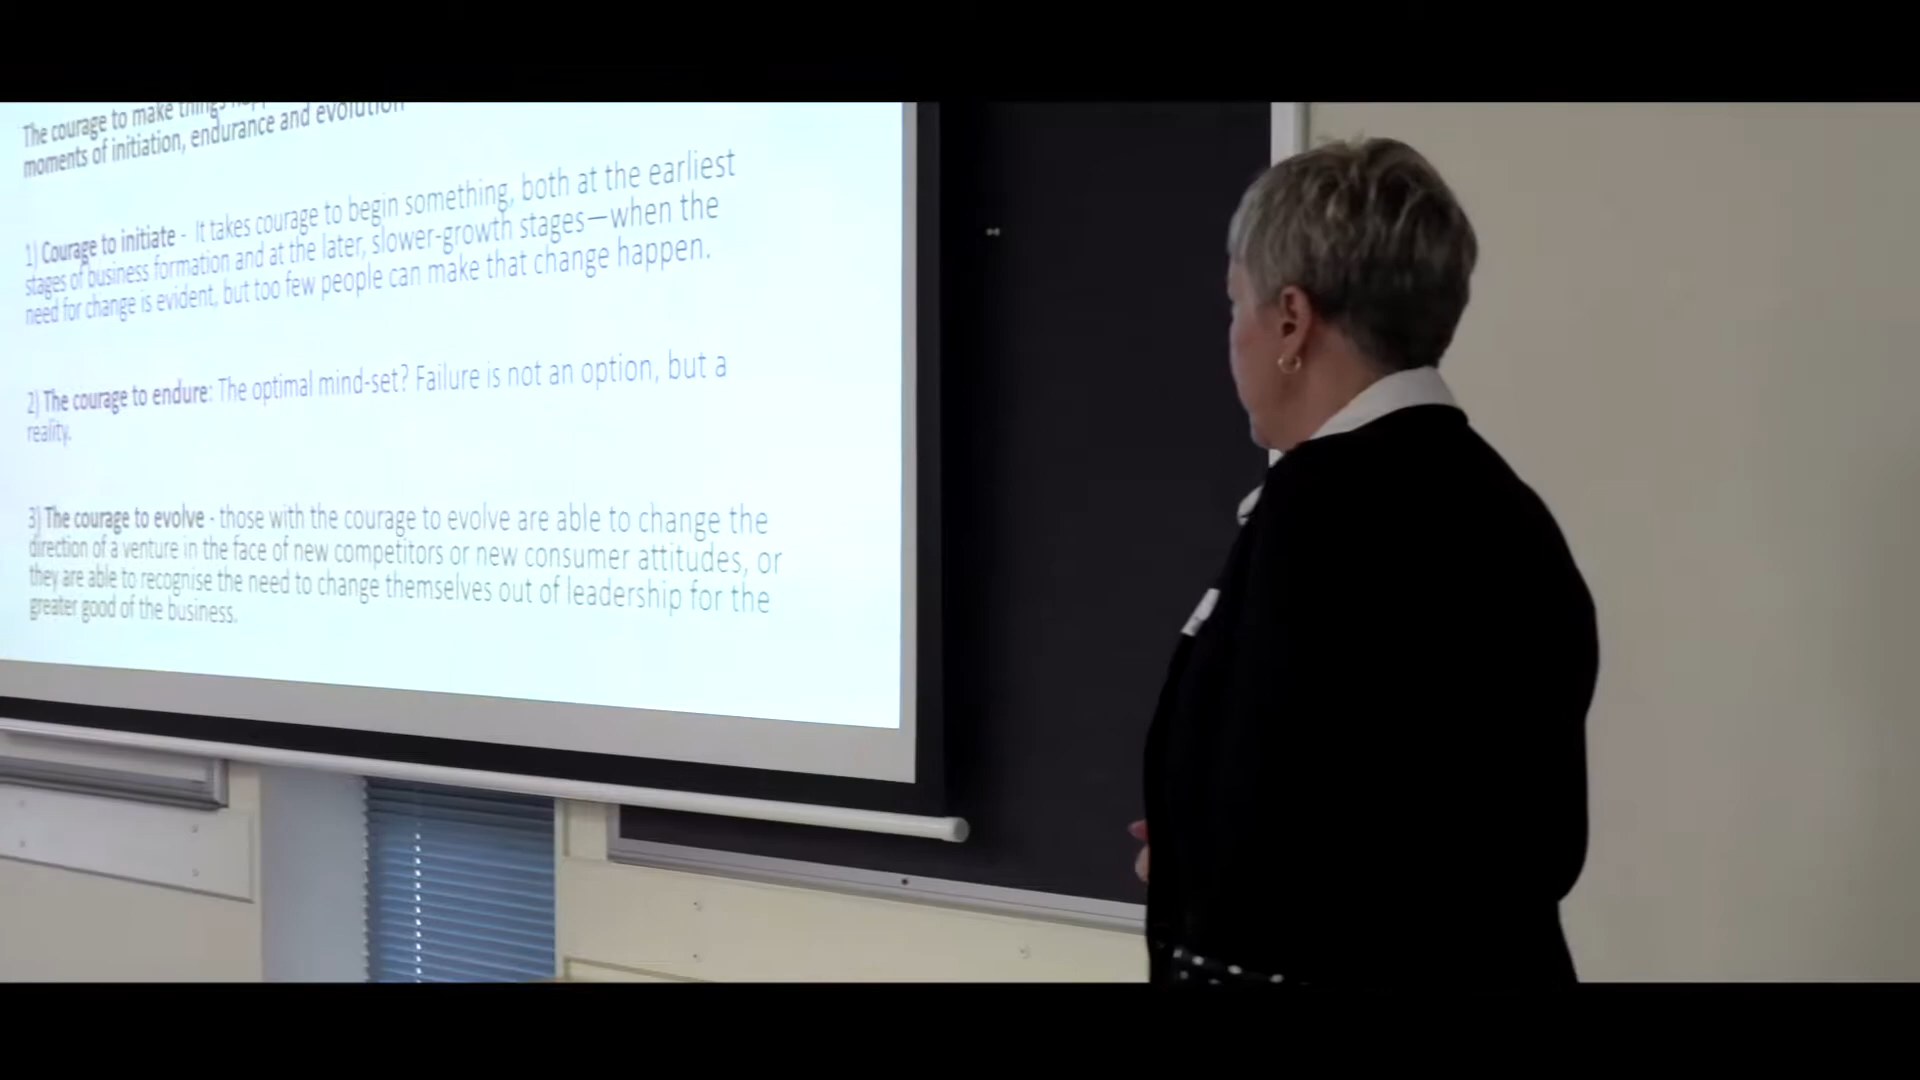 The courage to make things
moments of initiation, endurance and evolution
1) Courage to initiate - It takes courage to begin something, both at the earliest
stages of business formation and at the later, slower-growth stages—when the
need for change is evident, but too few people can make that change happen.
2) The courage to endure: The optimal mind-set? Failure is not an option, but a
reality.
3) The courage to evolve - those with the courage to evolve are able to change the
direction of a venture in the face of new competitors or new consumer attitudes, or
they are able to recognise the need to change themselves out of leadership for the
greater good of the business.